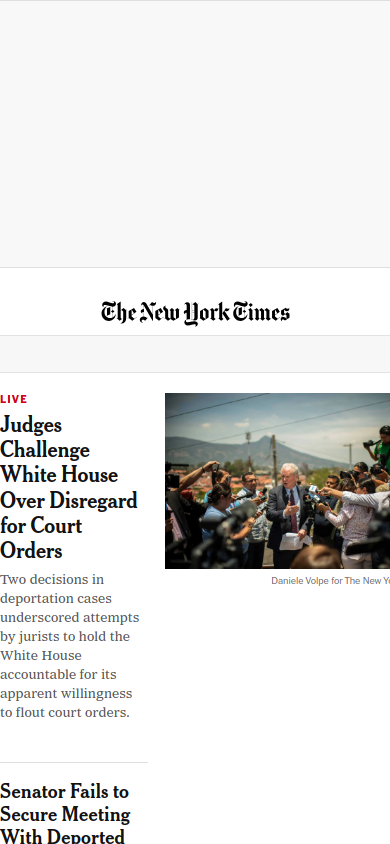 The New York Times
LIVE
Judges
Challenge
White House
Over Disregard
for Court
Orders
Two decisions in
deportation cases
underscored attempts
by jurists to hold the
White House
accountable for its
apparent willingness
to flout court orders.
Daniele Volpe for The New Yo
Senator Fails to
Secure Meeting
With Deported